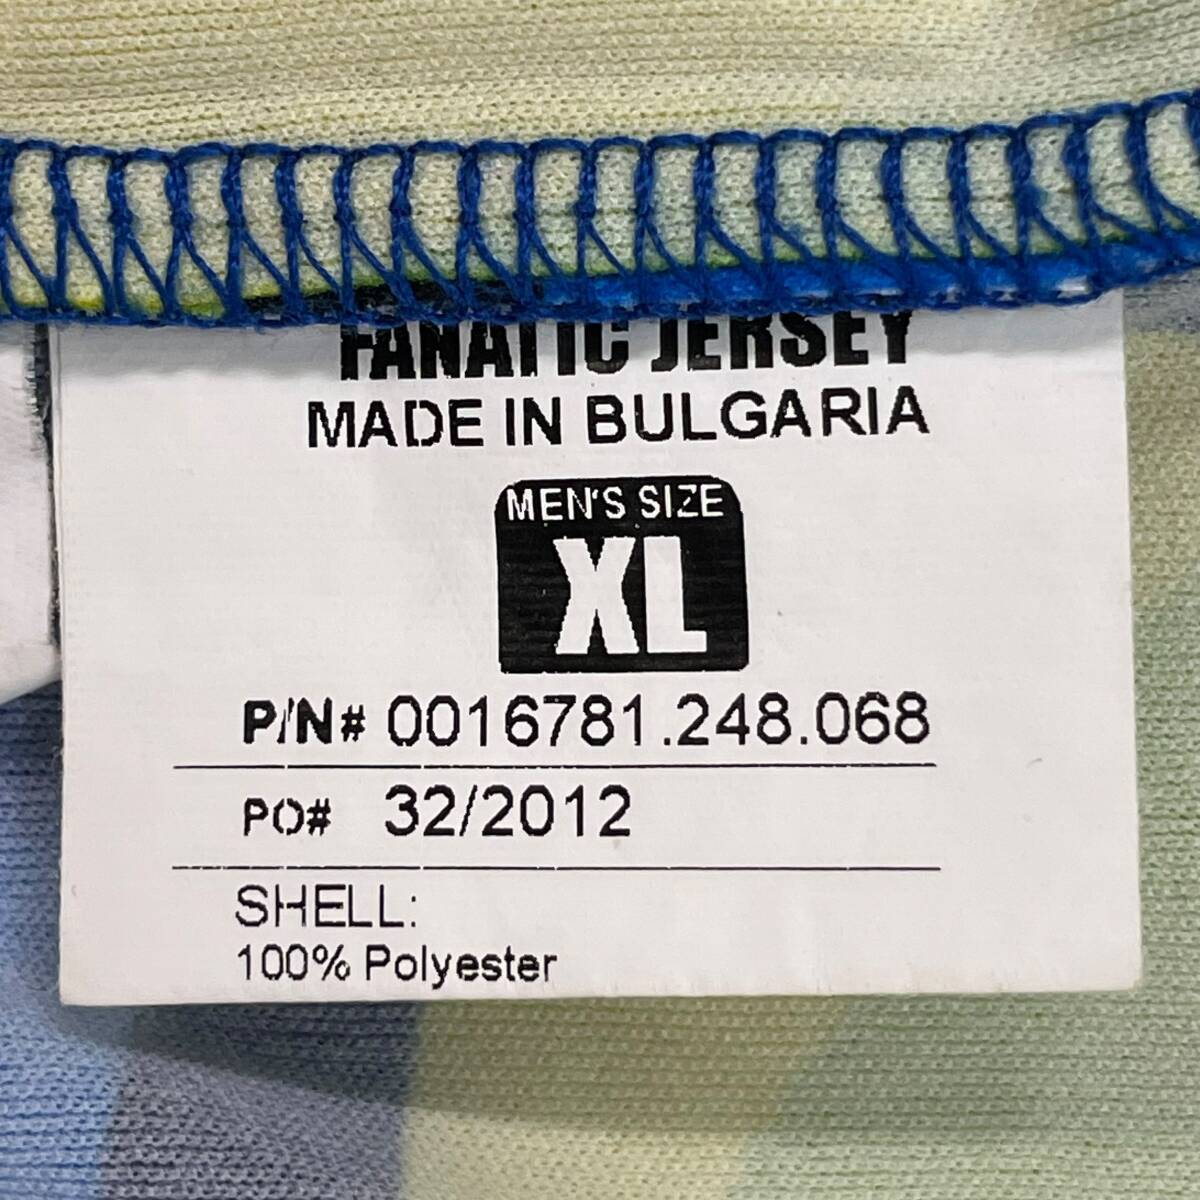 FANATIC JERSEY
MADE IN BULGARIA
MEN'S SIZE
XL
P/N# 0016781.248.068
PO# 32/2012
SHELL:
100% Polyester